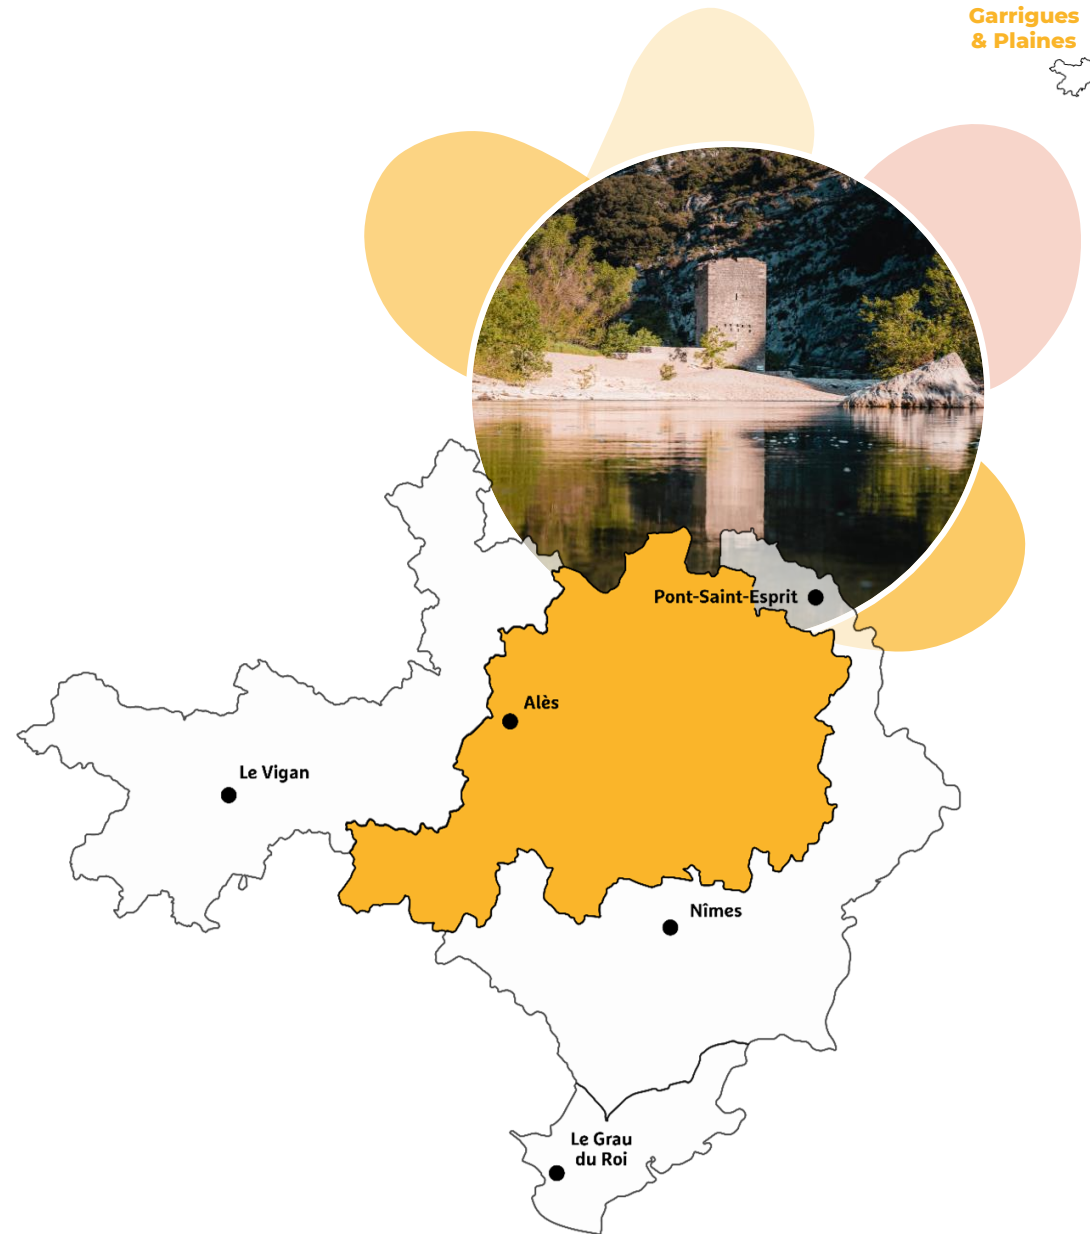 Garrigues
& Plaines
Pont-Saint-Esprit
Alès
Le Vigan
Nîmes
Le Grau
du Roi